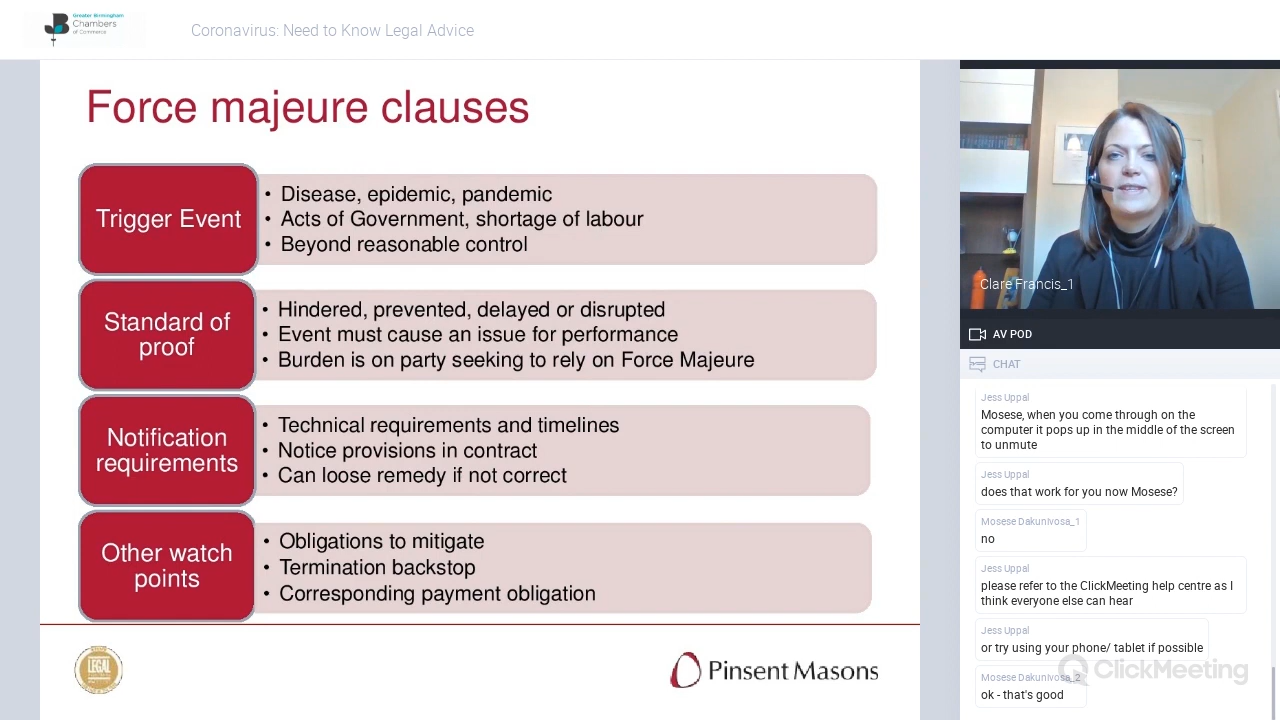 Greater Birmingham
Chambers
of Commerce
Coronavirus: Need to Know Legal Advice
Force majeure clauses
Trigger Event
• Disease, epidemic, pandemic
• Acts of Government, shortage of labour
• Beyond reasonable control
Standard of
proof
• Hindered, prevented, delayed or disrupted
• Event must cause an issue for performance
• Burden is on party seeking to rely on Force Majeure
Notification
requirements
• Technical requirements and timelines
• Notice provisions in contract
• Can loose remedy if not correct
Other watch
points
• Obligations to mitigate
• Termination backstop
• Corresponding payment obligation
LEGAL
Pinsent Masons
Clare Francis_1
AV POD
CHAT
Jess Uppal
Mosese, when you come through on the
computer it pops up in the middle of the screen
to unmute
Jess Uppal
does that work for you now Mosese?
Mosese Dakunivosa_1
no
Jess Uppal
please refer to the ClickMeeting help centre as I
think everyone else can hear
Jess Uppal
or try using your phone/ tablet if possible
Mosese Dakunivosa_2
ok - that's good
ClickMeeting